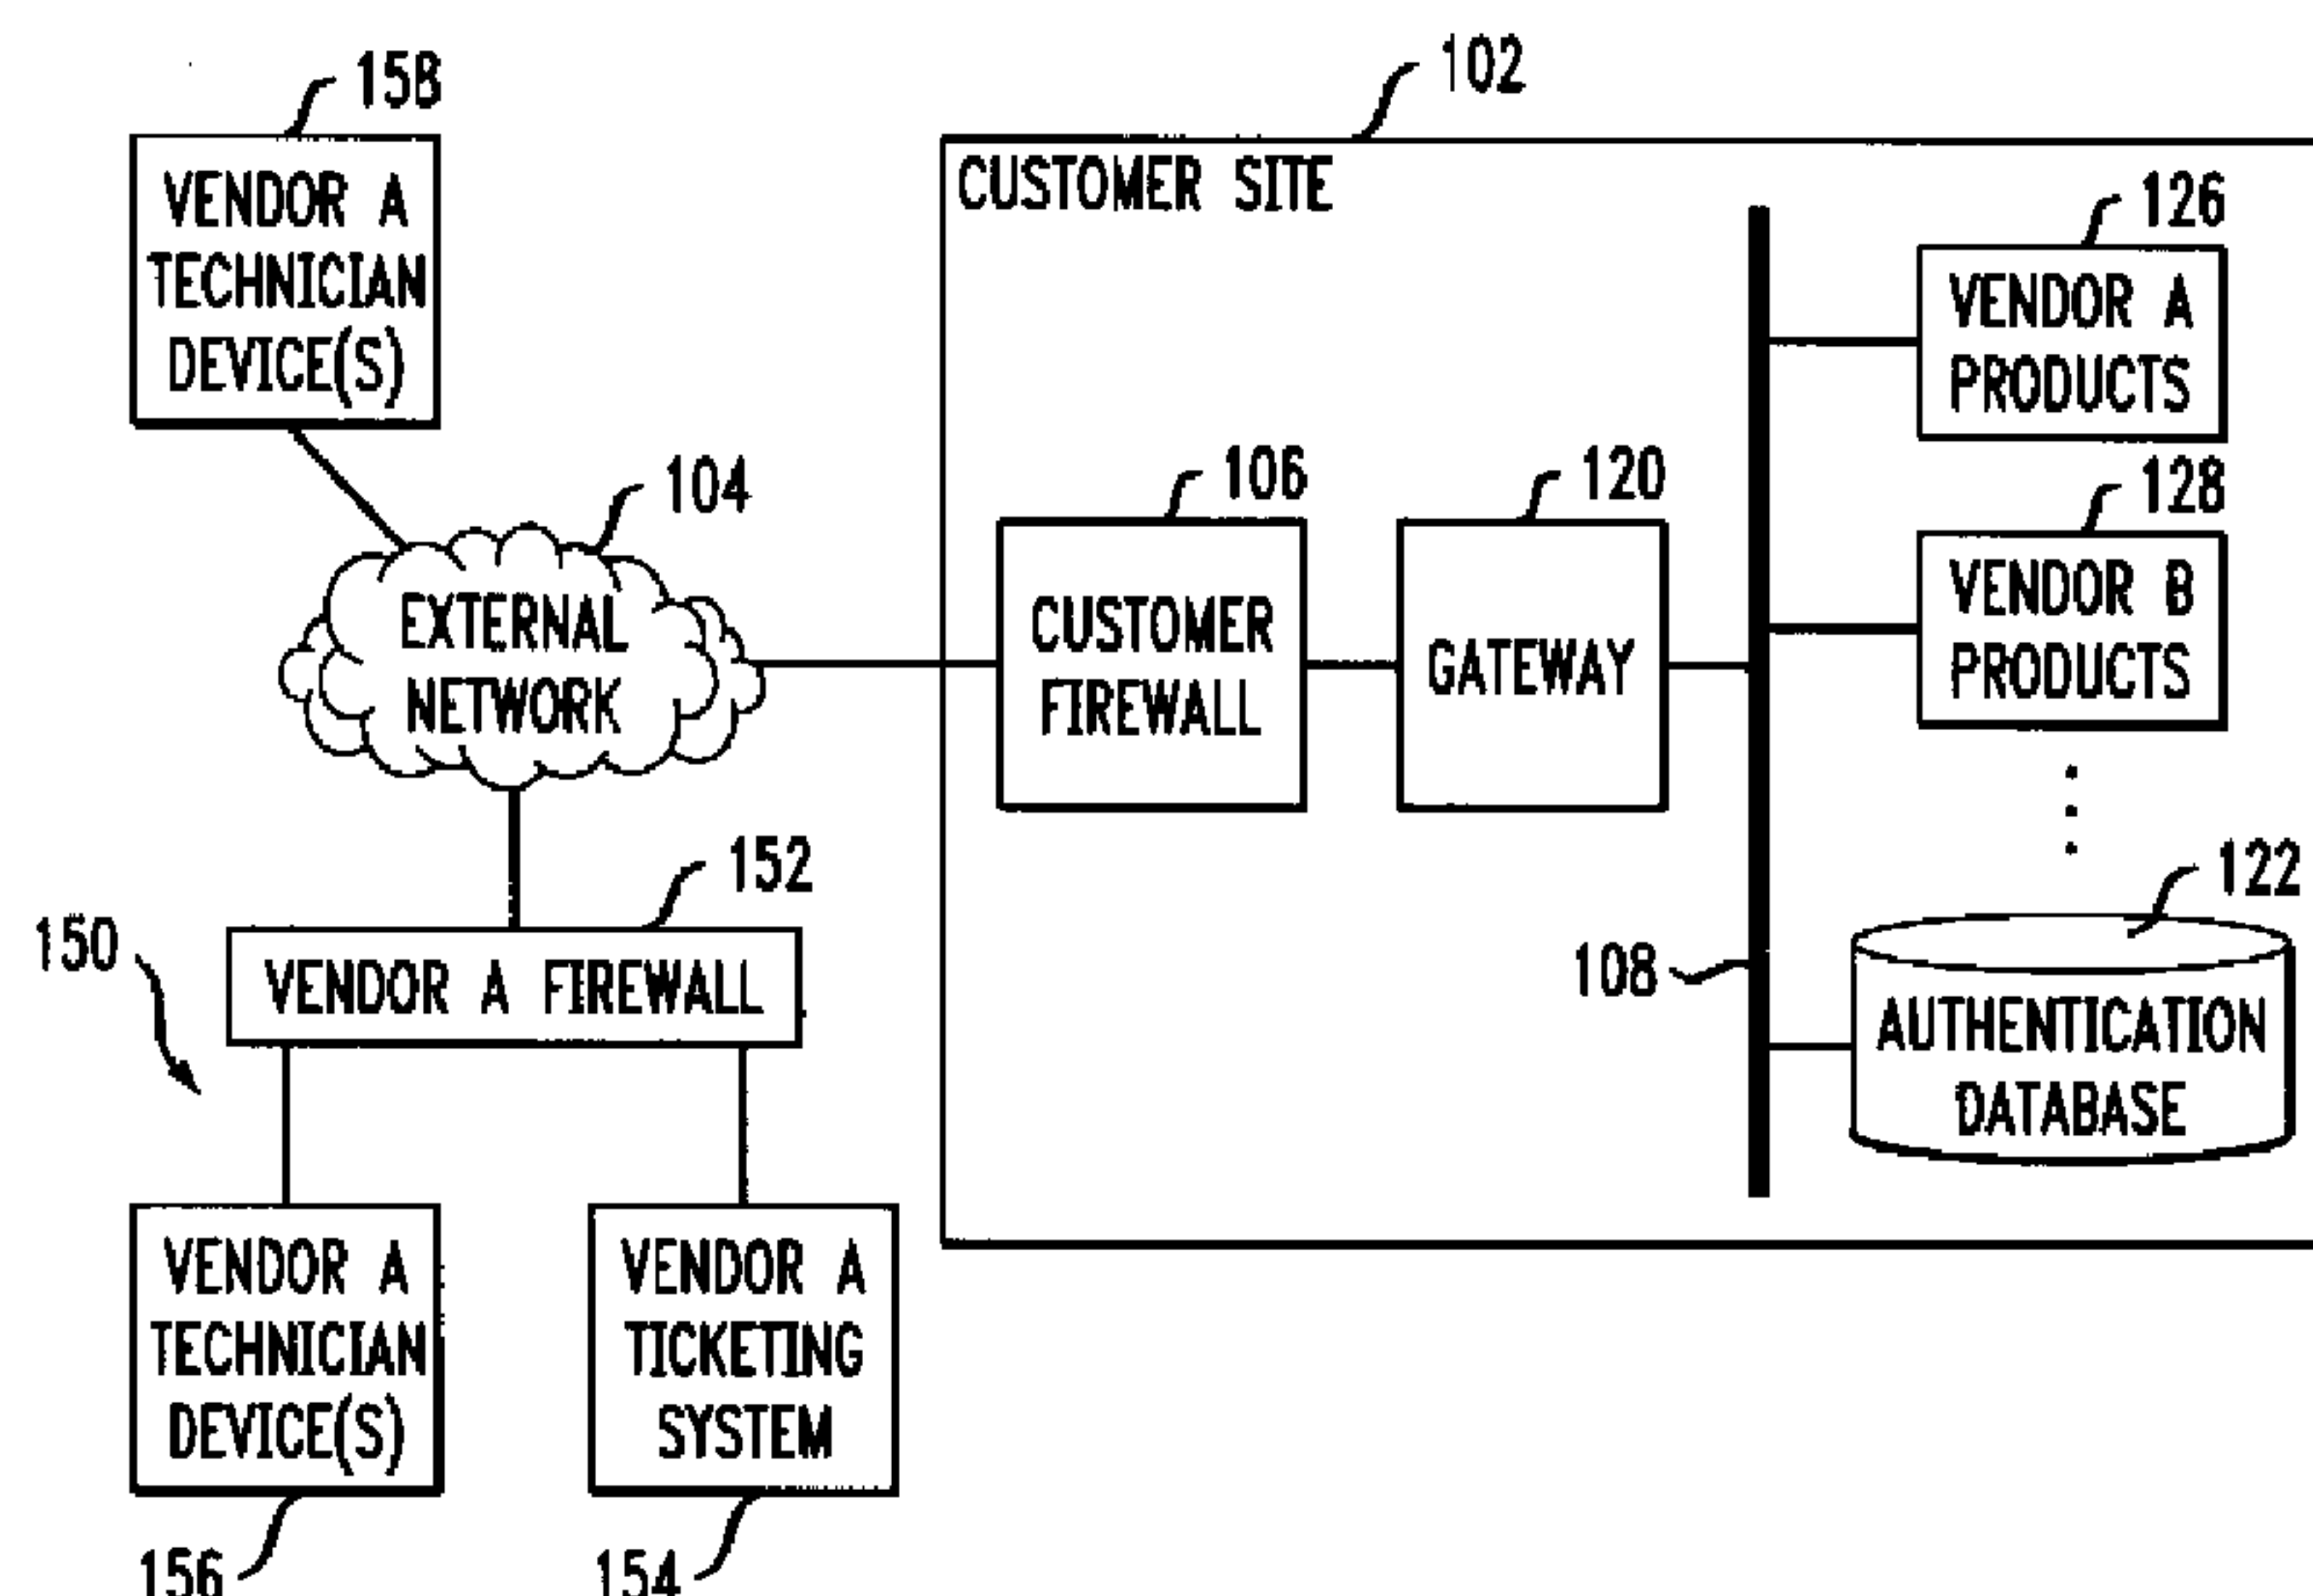 158
VENDOR A
TECHNICIAN
DEVICE(S)
104
EXTERNAL
NETWORK
152
150
VENDOR A FIREWALL
VENDOR A
TECHNICIAN
DEVICE(S)
156
VENDOR A
TICKETING
SYSTEM
154
102
CUSTOMER SITE
106
CUSTOMER
FIREWALL
120
GATEWAY
108
126
VENDOR A
PRODUCTS
128
VENDOR B
PRODUCTS
122
AUTHENTICATION
DATABASE